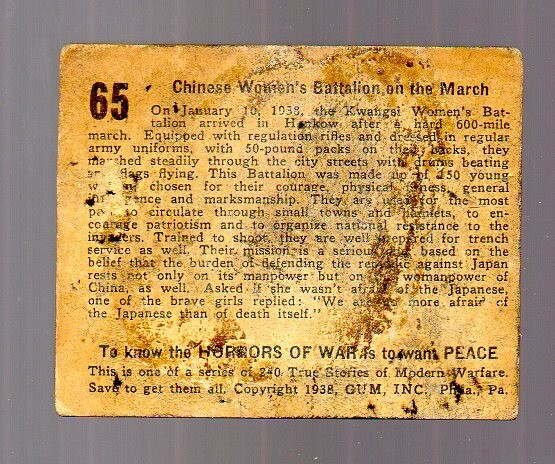 65 Chinese Women's Battalion on the March
On January 16, 1938, the Kwangsi Women's Bat-
talion arrived in Hankow after a hard 600-mile
march. Equipped with regulation rifles and dressed in regular
army uniforms, with 50-pound packs on their backs, they
marched steadily through the city streets with drums beating
and flags flying. This Battalion was made up of 150 young
women chosen for their courage, physical fitness, general
intelligence and marksmanship. They are used for the most
part to circulate through small towns and hamlets, to en-
courage patriotism and to organize national resistance to the
invaders. Trained to shoot, they are well prepared for trench
service as well. Their mission is a serious one based on the
belief that the burden of defending the republic against Japan
rests not only on its manpower but on the womanpower of
China, as well. Asked if she wasn't afraid of the Japanese,
one of the brave girls replied: "We are no more afraid of
the Japanese than of death itself."
To know the HORRORS OF WAR is to want PEACE
This is one of a series of 240 True Stories of Modern Warfare.
Save to get them all. Copyright 1938, GUM, INC., Phila., Pa.